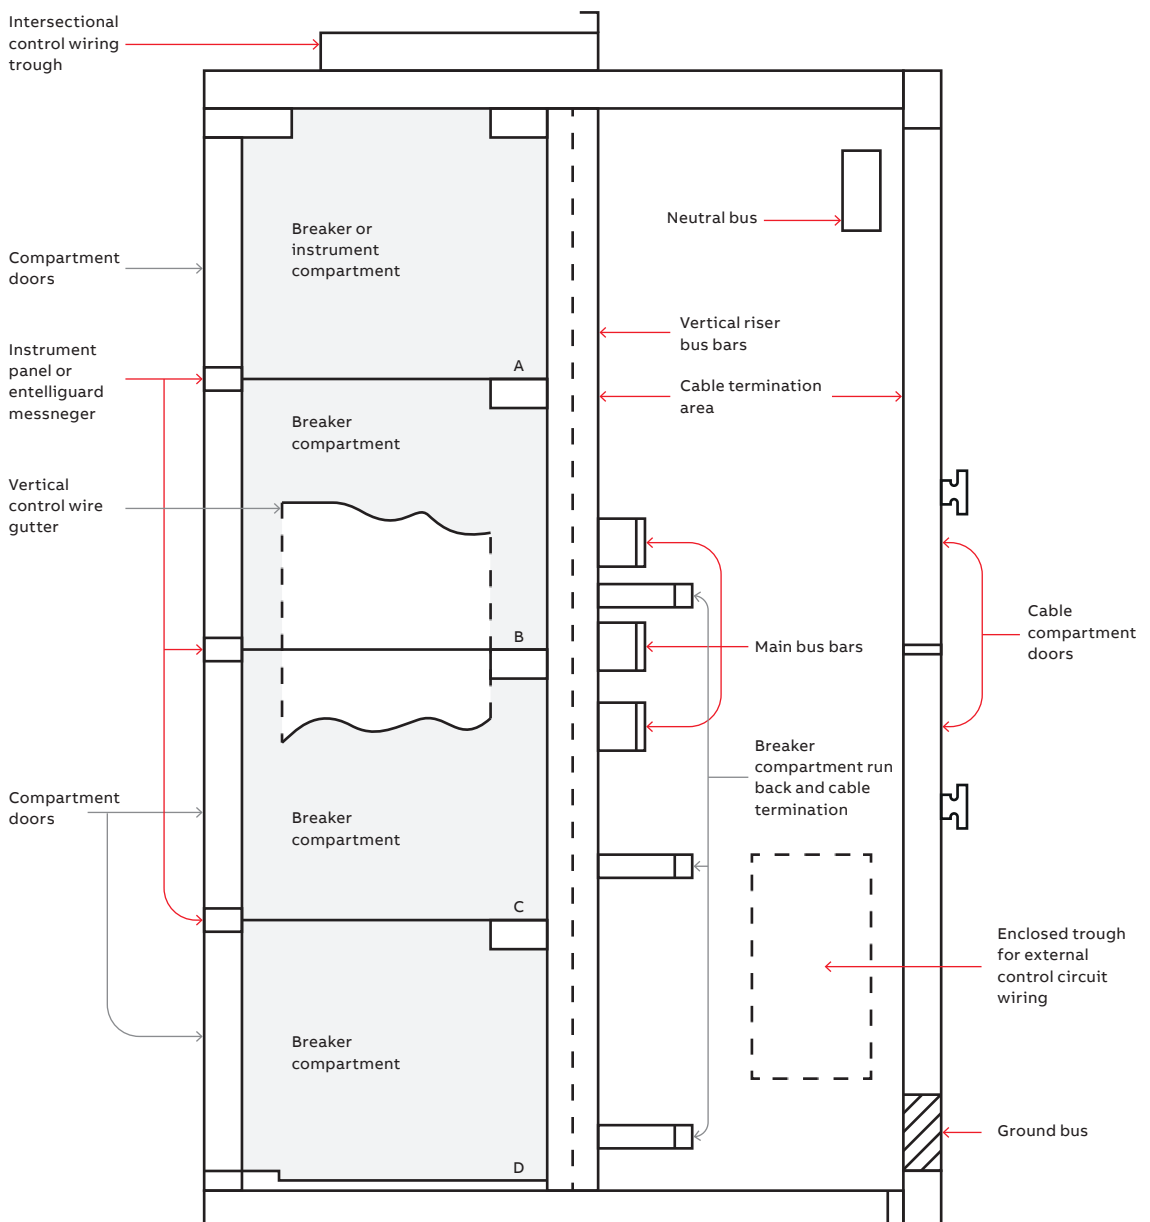 Intersectional
control wiring
trough
Breaker or
instrument
compartment
Neutral bus
Compartment
doors
Vertical riser
bus bars
Instrument
panel or
entelliguard
messneger
A
Cable termination
area
Breaker
compartment
Vertical
control wire
gutter
B
Main bus bars
Cable
compartment
doors
Breaker
compartment run
back and cable
termination
Compartment
doors
Breaker
compartment
C
Enclosed trough
for external
control circuit
wiring
Breaker
compartment
Ground bus
D